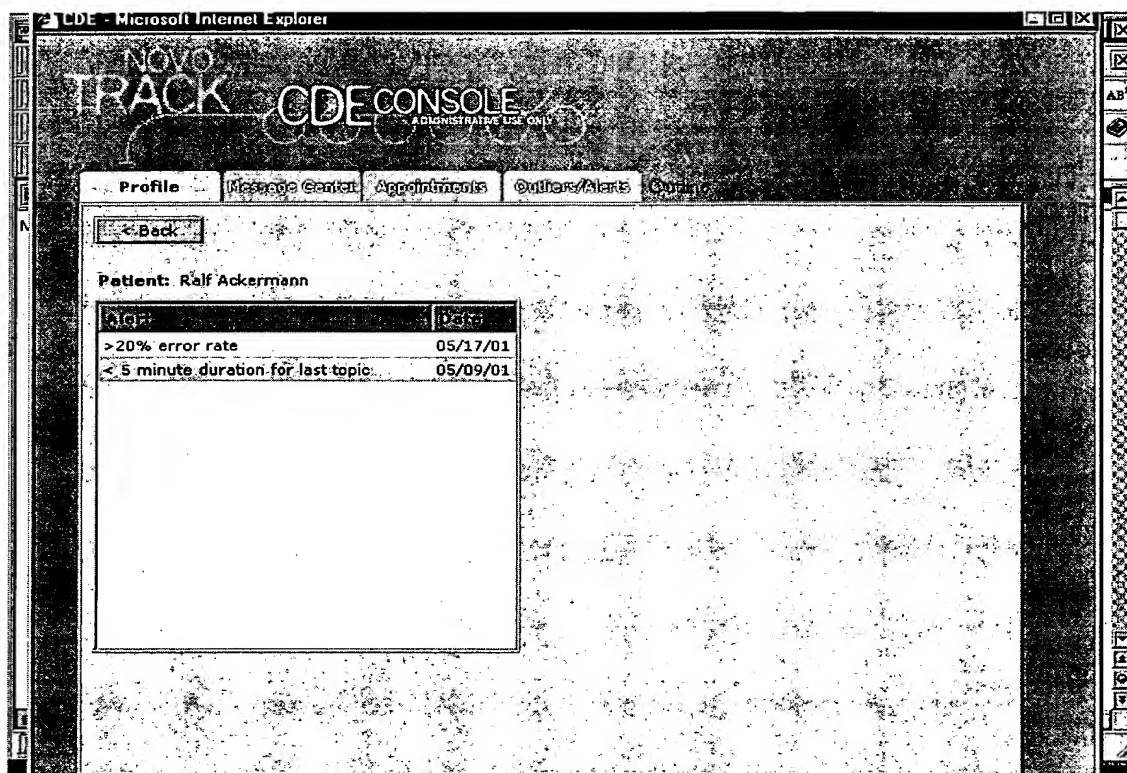 CDE - Microsoft Internet Explorer
NOVO
TRACK CDE CONSOLE
ADMINISTRATIVE USE ONLY
Profile Message Center Appointments Outliers/Alerts
< Back
Patient: Ralf Ackermann
Alert Date
>20% error rate 05/17/01
< 5 minute duration for last topic 05/09/01